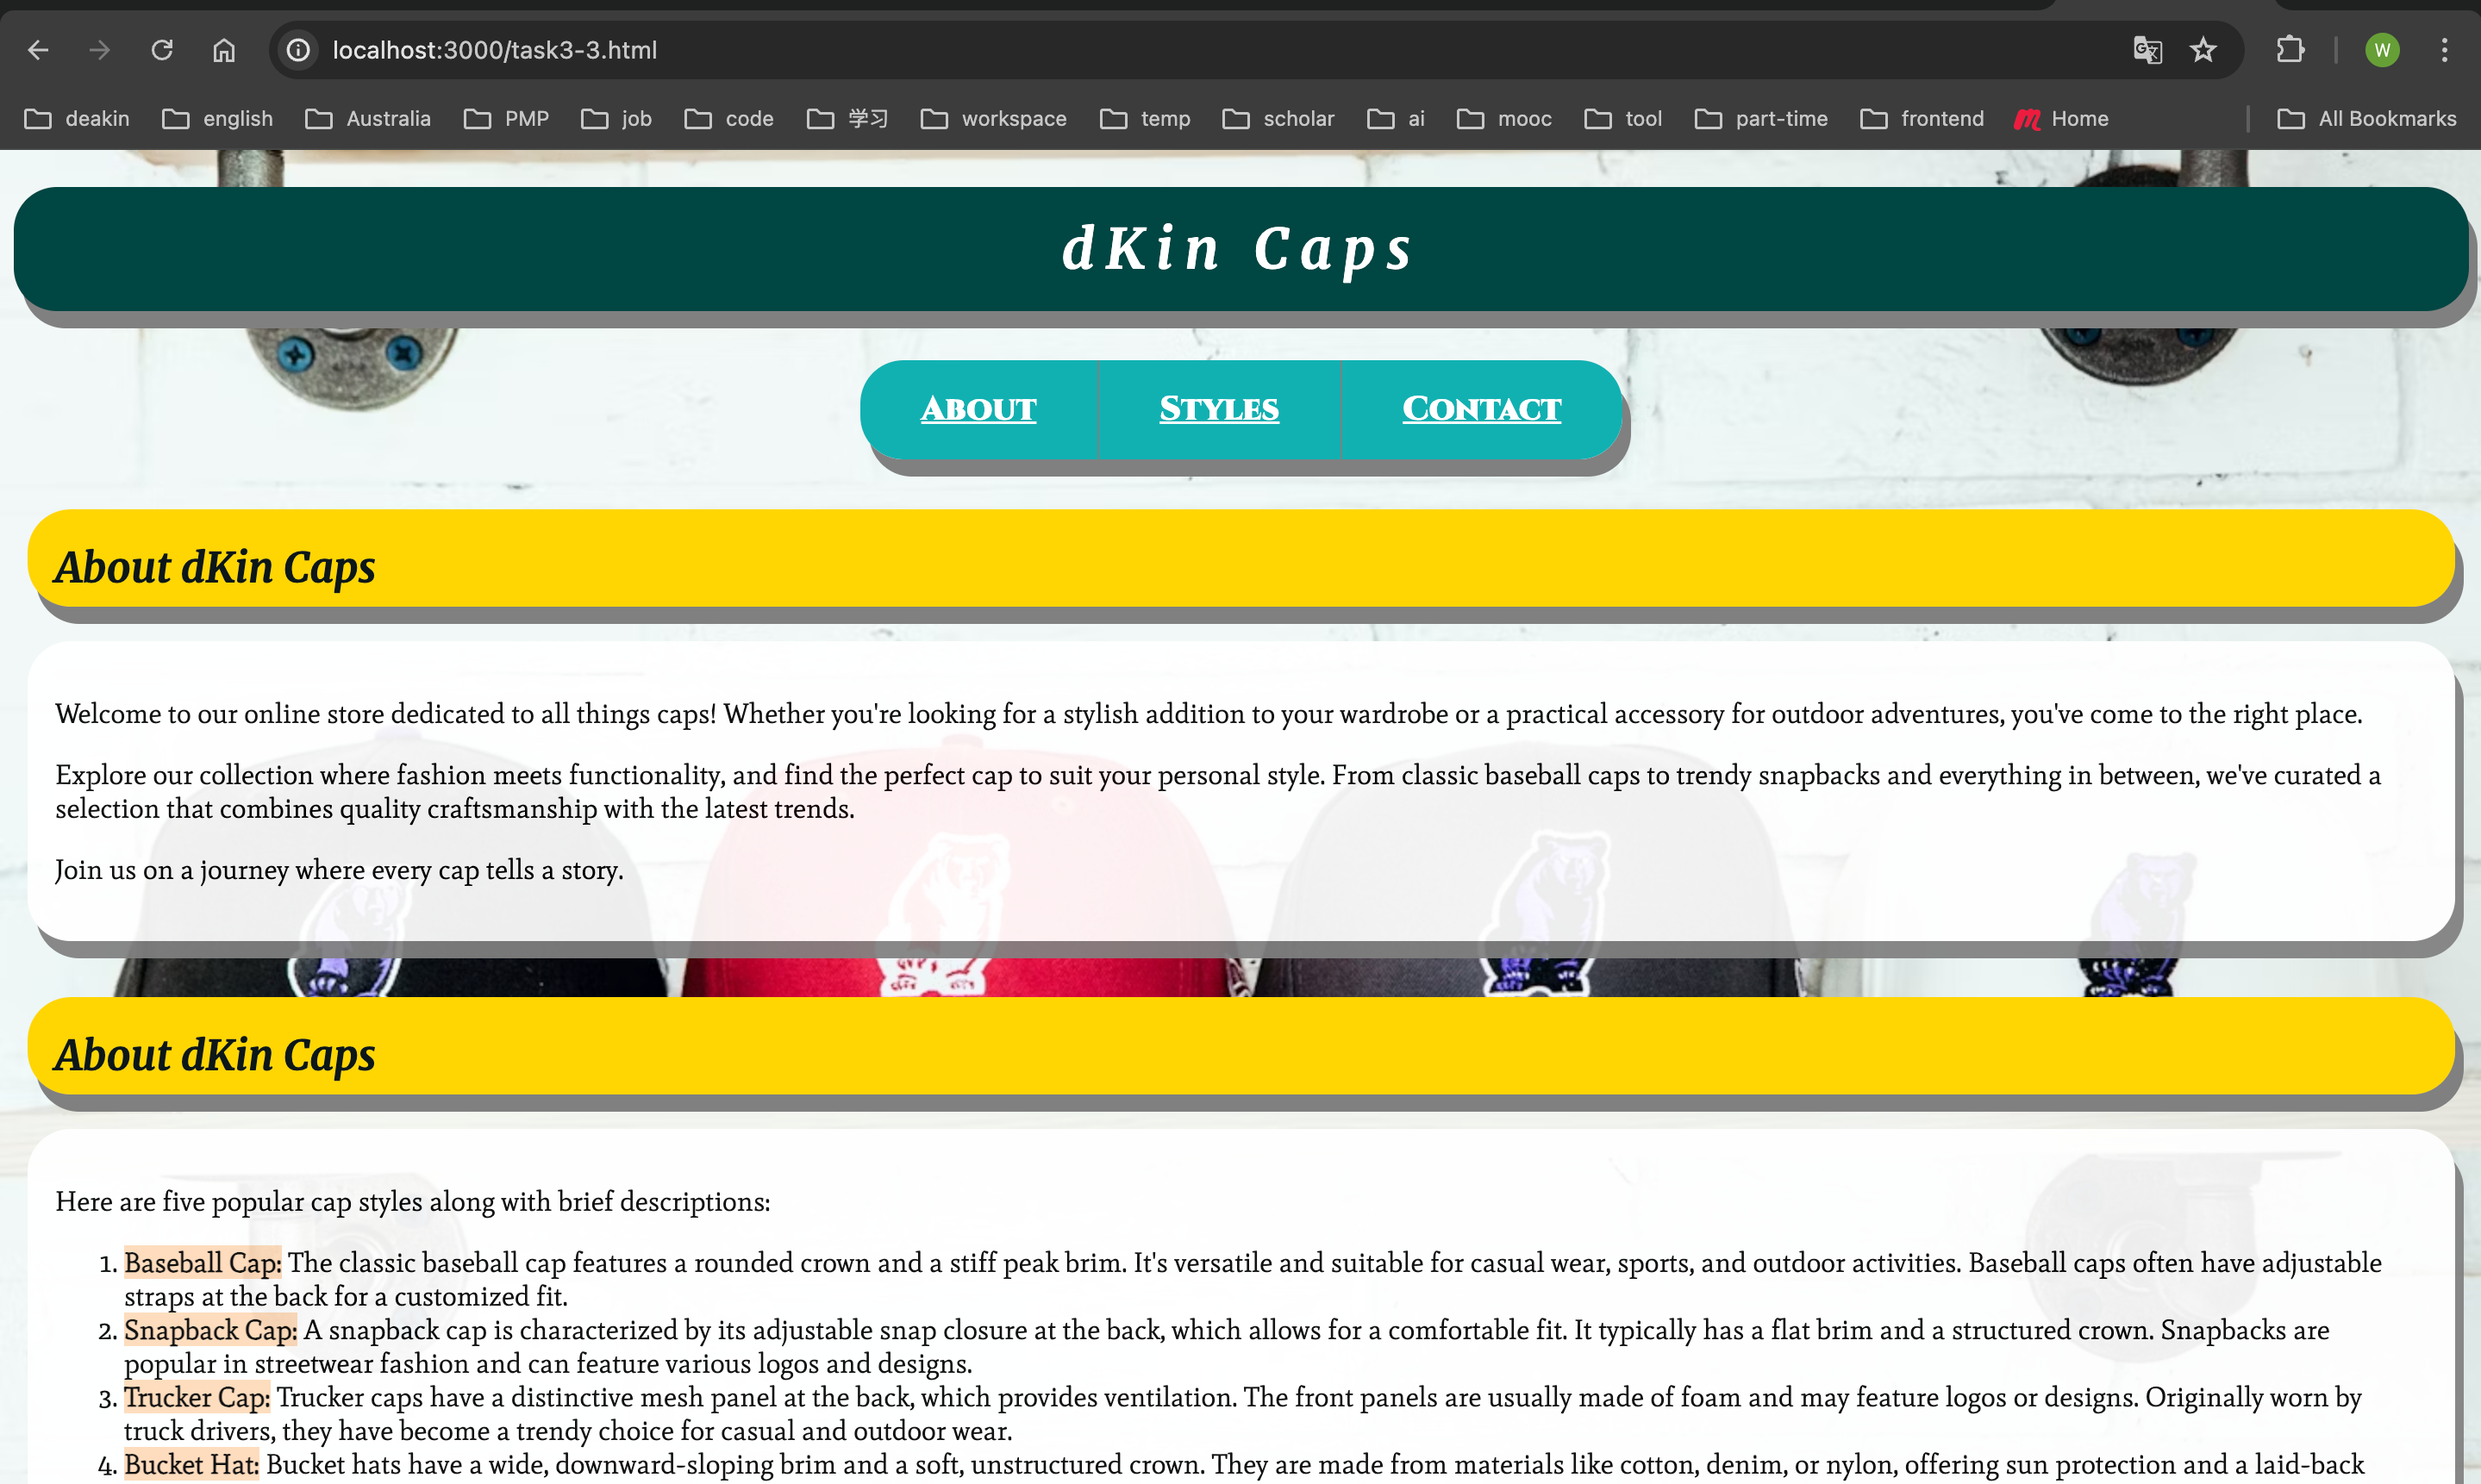 localhost:3000/task3-3.html
W
deakin english Australia PMP job code 学习 workspace temp scholar ai mooc tool part-time frontend Home All Bookmarks
dKin Caps
About Styles Contact
About dKin Caps
Welcome to our online store dedicated to all things caps! Whether you're looking for a stylish addition to your wardrobe or a practical accessory for outdoor adventures, you've come to the right place.
Explore our collection where fashion meets functionality, and find the perfect cap to suit your personal style. From classic baseball caps to trendy snapbacks and everything in between, we've curated a
selection that combines quality craftsmanship with the latest trends.
Join us on a journey where every cap tells a story.
About dKin Caps
Here are five popular cap styles along with brief descriptions:
1. Baseball Cap: The classic baseball cap features a rounded crown and a stiff peak brim. It's versatile and suitable for casual wear, sports, and outdoor activities. Baseball caps often have adjustable
straps at the back for a customized fit.
2. Snapback Cap: A snapback cap is characterized by its adjustable snap closure at the back, which allows for a comfortable fit. It typically has a flat brim and a structured crown. Snapbacks are
popular in streetwear fashion and can feature various logos and designs.
3. Trucker Cap: Trucker caps have a distinctive mesh panel at the back, which provides ventilation. The front panels are usually made of foam and may feature logos or designs. Originally worn by
truck drivers, they have become a trendy choice for casual and outdoor wear.
4. Bucket Hat: Bucket hats have a wide, downward-sloping brim and a soft, unstructured crown. They are made from materials like cotton, denim, or nylon, offering sun protection and a laid-back